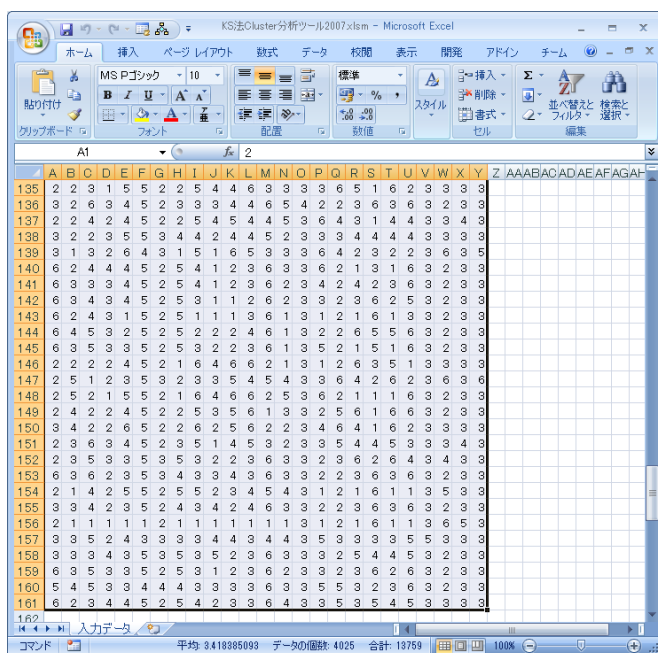 KS法Cluster分析ツール2007.xlsm - Microsoft Excel
ホーム 挿入 ページ レイアウト 数式 データ 校閲 表示 開発 アドイン チーム
MS Pゴシック 10 標準 挿入 Σ
B I U A A % , 削除
貼り付け スタイル 書式 並べ替えと フィルタ 検索と 選択
クリップボード フォント 配置 数値 セル 編集
A1 fx 2
A B C D E F G H I J K L M N O P Q R S T U V W X Y Z AA AB AC AD AE AF AG AH
135 2 2 3 1 5 5 2 2 5 4 4 6 3 3 3 3 6 5 1 6 2 3 3 3 3
136 3 2 6 3 4 5 2 3 3 3 4 4 6 5 4 2 2 3 6 3 6 3 2 3 3
137 2 2 4 2 4 5 2 2 5 4 5 4 4 5 3 6 4 3 1 4 4 3 3 4 3
138 3 2 2 3 5 5 3 4 4 2 4 4 5 2 3 3 3 4 4 4 4 3 3 3 3
139 3 1 3 2 6 4 3 1 5 1 6 5 3 3 3 6 4 2 3 2 2 3 6 3 5
140 6 2 4 4 4 5 2 5 4 1 2 3 6 3 3 6 2 1 3 1 6 3 2 3 3
141 6 3 3 3 4 5 2 5 4 1 2 3 6 2 3 4 2 4 2 3 6 3 2 3 3
142 6 3 4 3 4 5 2 5 3 1 1 2 6 2 3 3 2 3 6 2 5 3 2 3 3
143 6 2 4 3 1 5 2 5 1 1 1 3 6 1 3 1 2 1 6 1 3 3 2 3 3
144 6 4 5 3 2 5 2 5 2 2 2 4 6 1 3 2 2 6 5 5 6 3 2 3 3
145 6 3 5 3 3 5 2 5 3 2 2 3 6 1 3 5 2 1 5 1 6 3 2 3 3
146 2 2 2 2 4 5 2 1 6 4 6 6 2 1 3 1 2 6 3 5 1 3 3 3 3
147 2 5 1 2 3 5 3 2 3 3 5 4 5 4 3 3 6 4 2 6 2 3 6 3 6
148 2 5 2 1 5 5 2 1 6 4 6 6 2 5 3 6 2 1 1 1 6 3 2 3 3
149 2 4 2 2 4 5 2 2 5 3 5 6 1 3 3 2 5 6 1 6 6 3 2 3 3
150 3 4 2 2 6 5 2 2 6 2 5 6 2 2 3 4 6 4 1 6 2 3 3 3 3
151 2 3 6 3 4 5 2 3 5 1 4 5 3 2 3 3 5 4 4 5 3 3 3 4 3
152 2 3 5 3 3 5 3 5 3 2 2 3 6 3 3 2 3 6 2 6 4 3 4 3 3
153 6 3 6 2 3 5 3 4 3 3 4 3 6 3 3 2 2 3 6 3 6 3 2 3 3
154 2 1 4 2 5 5 2 5 5 2 3 4 5 4 3 1 2 1 6 1 1 3 5 3 3
155 3 3 4 2 3 5 2 4 3 4 2 4 6 3 3 2 2 3 6 3 6 3 2 3 3
156 2 1 1 1 1 1 2 1 1 1 1 1 1 1 3 1 2 1 6 1 1 3 6 5 3
157 3 3 5 2 4 3 3 3 3 4 4 3 4 4 3 5 3 3 3 3 5 5 3 3 3
158 3 3 3 4 3 5 3 5 3 5 2 3 6 3 3 3 2 5 4 4 5 3 2 3 3
159 6 3 5 3 3 5 2 5 3 1 2 3 6 2 3 3 2 3 6 2 6 3 2 3 3
160 5 4 5 3 3 4 4 4 3 3 3 3 6 3 3 5 5 3 2 3 6 3 2 3 3
161 6 2 3 4 4 5 2 5 4 2 3 3 6 4 3 3 5 3 5 4 5 3 2 3 3
162
入力データ
コマンド 平均: 3.418385093 データの個数: 4025 合計: 13759 100%